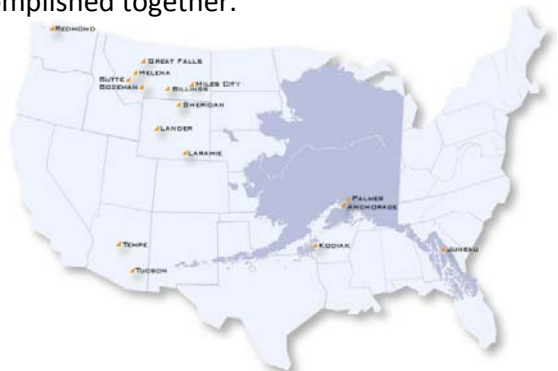 omplished together.
REDMOND
GREAT FALLS
HELENA
BUTTE
BOZEMAN
MILES CITY
BILLINGS
SHERIDAN
LANDER
LARAMIE
PALMER
ANCHORAGE
TEMPE
KODIAK
JUNEAU
TUCSON